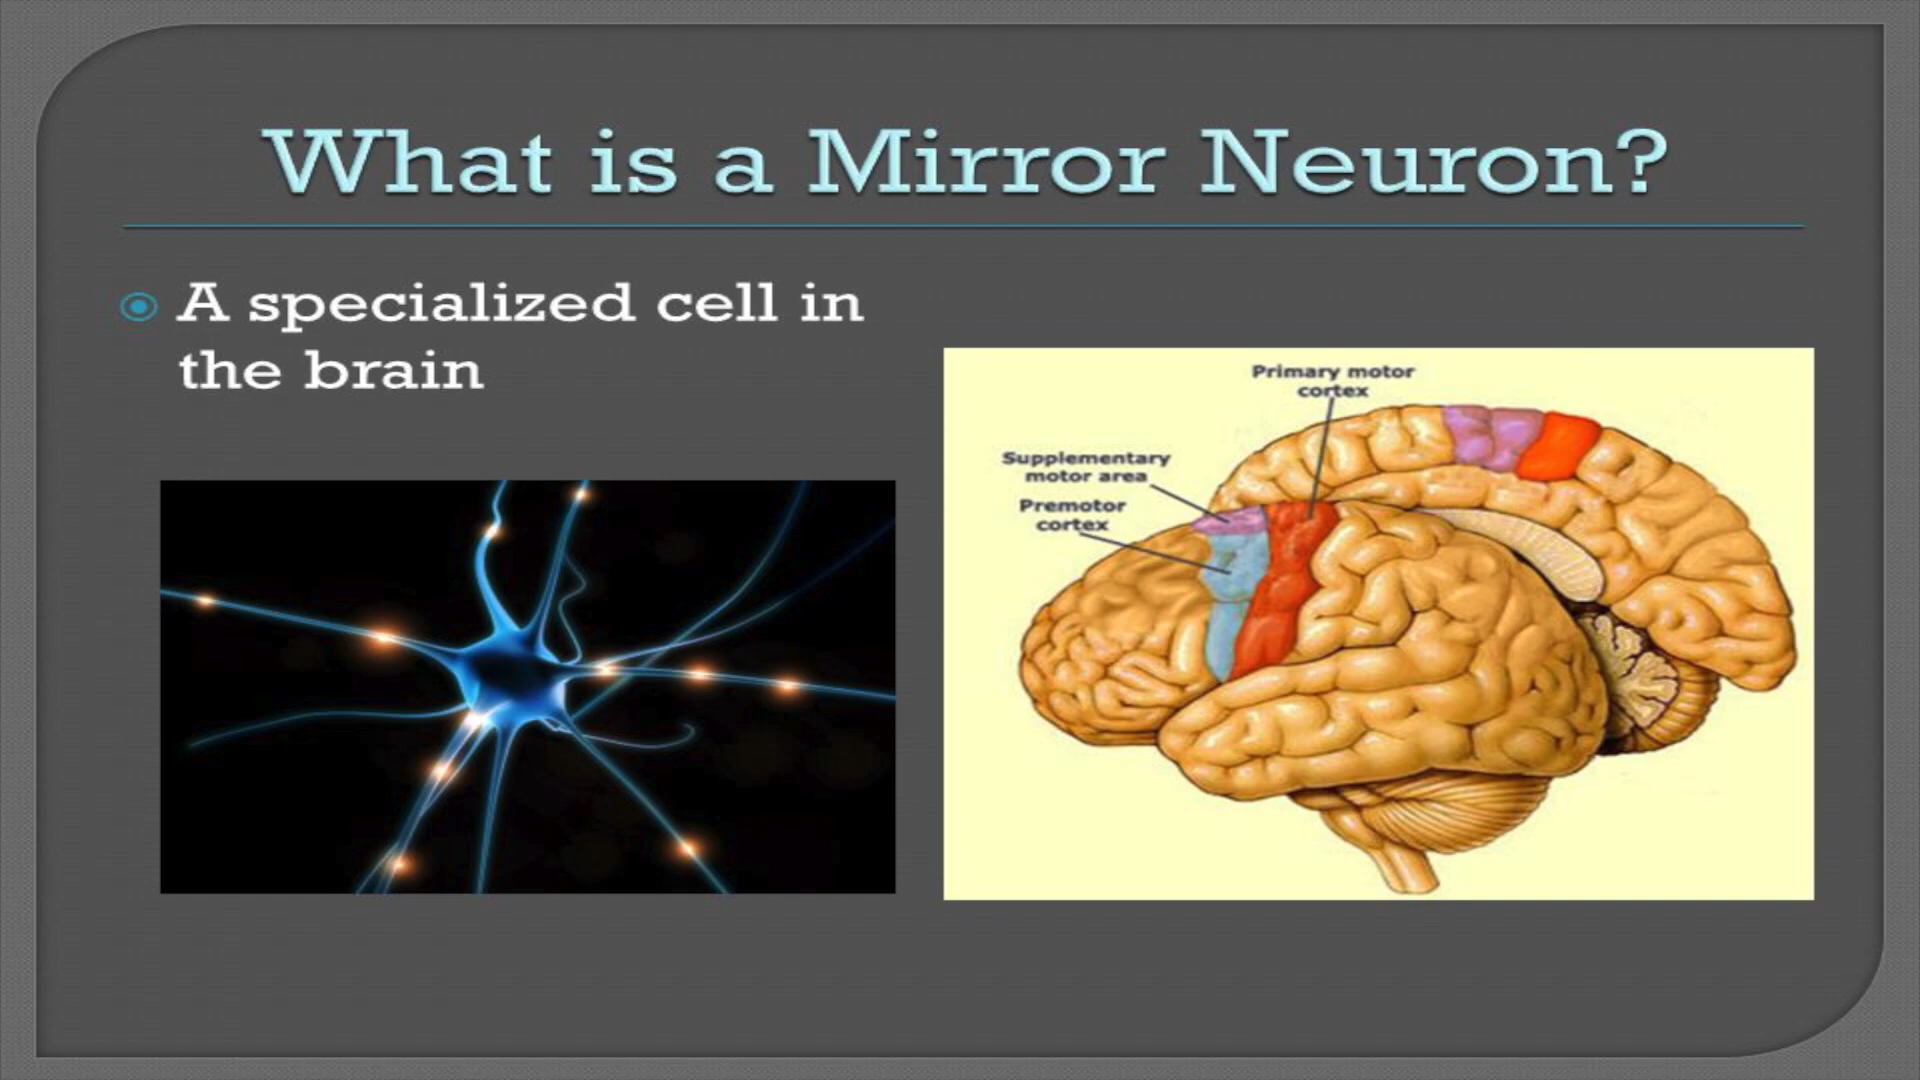 What is a Mirror Neuron?
A specialized cell in
the brain
Primary motor
cortex
Supplementary
motor area
Premotor
cortex